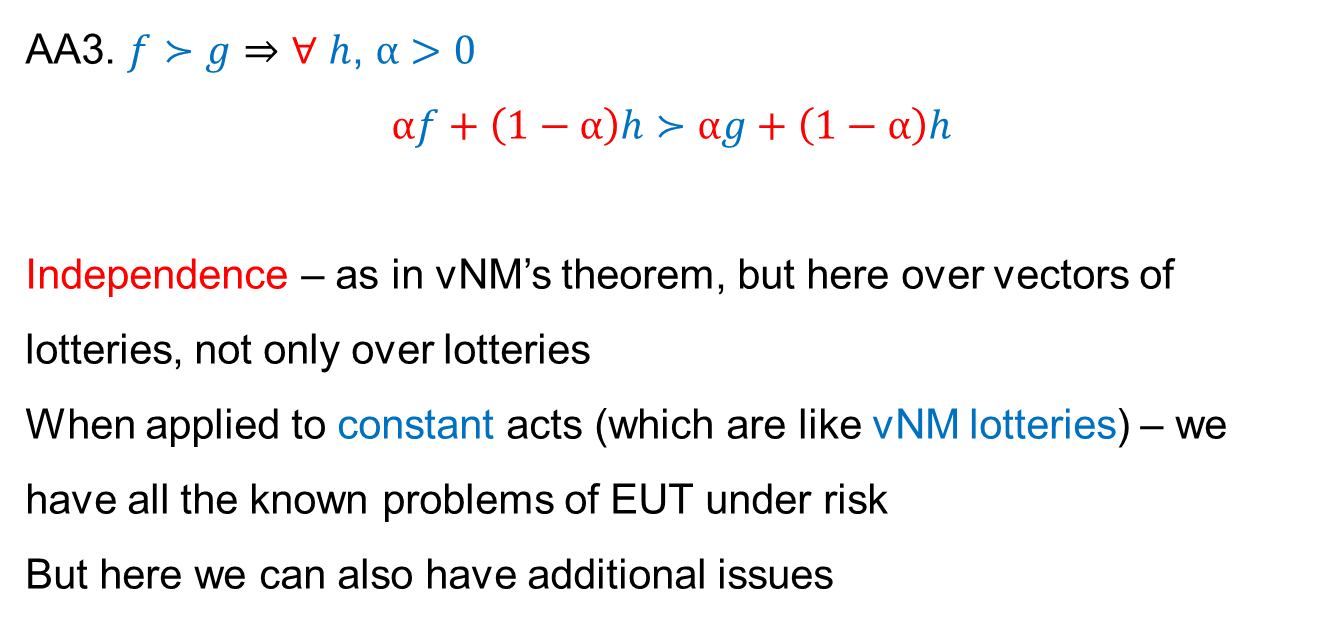 AA3. f ≻ g ⇒ ∀ h, α > 0
αf + (1 − α)h ≻ αg + (1 − α)h
Independence – as in vNM’s theorem, but here over vectors of
lotteries, not only over lotteries
When applied to constant acts (which are like vNM lotteries) – we
have all the known problems of EUT under risk
But here we can also have additional issues